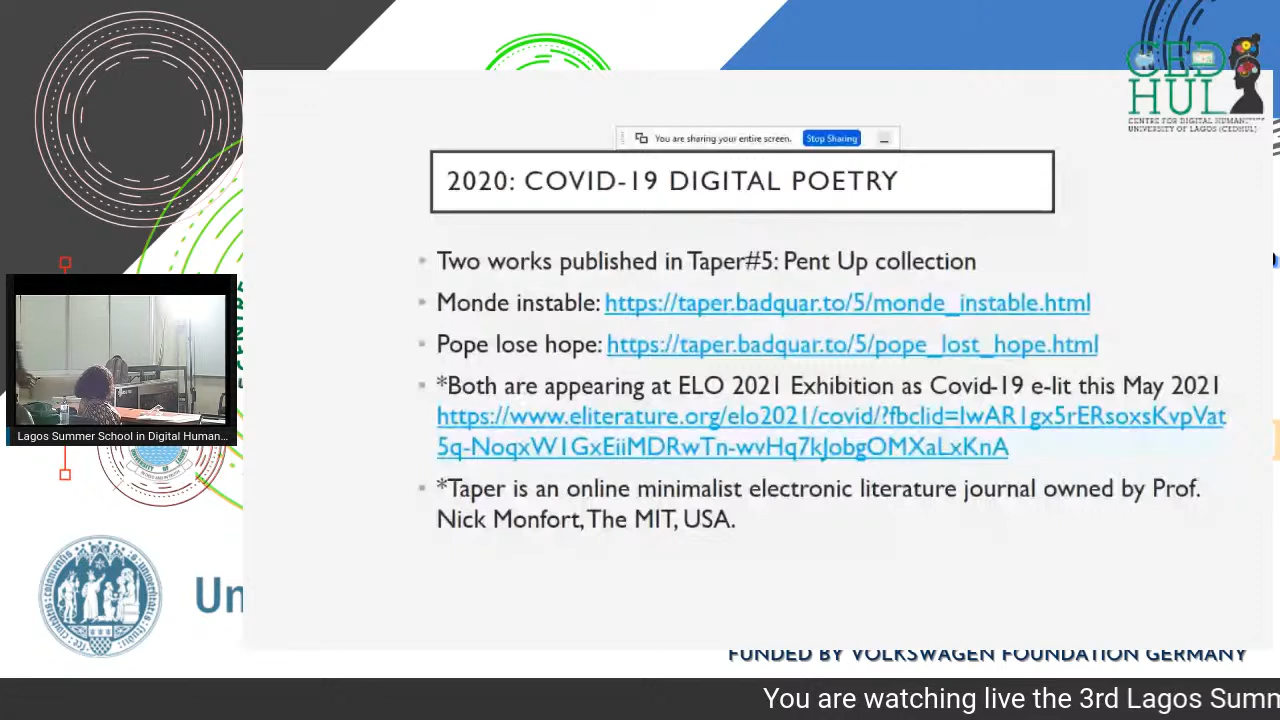 CED
HUL
CENTRE FOR DIGITAL HUMANITIES
UNIVERSITY OF LAGOS (CEDHUL)
You are sharing your entire screen. Stop Sharing
2020: COVID-19 DIGITAL POETRY
Two works published in Taper#5: Pent Up collection
Monde instable: https://taper.badquar.to/5/monde_instable.html
Pope lose hope: https://taper.badquar.to/5/pope_lost_hope.html
*Both are appearing at ELO 2021 Exhibition as Covid-19 e-lit this May 2021
https://www.eliterature.org/elo2021/covid/?fbclid=IwAR1gx5rERsoxsKvpVat
5q-NoqxW1GxEiiMDRwTn-wvHq7kJobgOMXaLxKnA
*Taper is an online minimalist electronic literature journal owned by Prof.
Nick Monfort, The MIT, USA.
Lagos Summer School in Digital Human...
Un
FUNDED BY VOLKSWAGEN FOUNDATION GERMANY
You are watching live the 3rd Lagos Summ